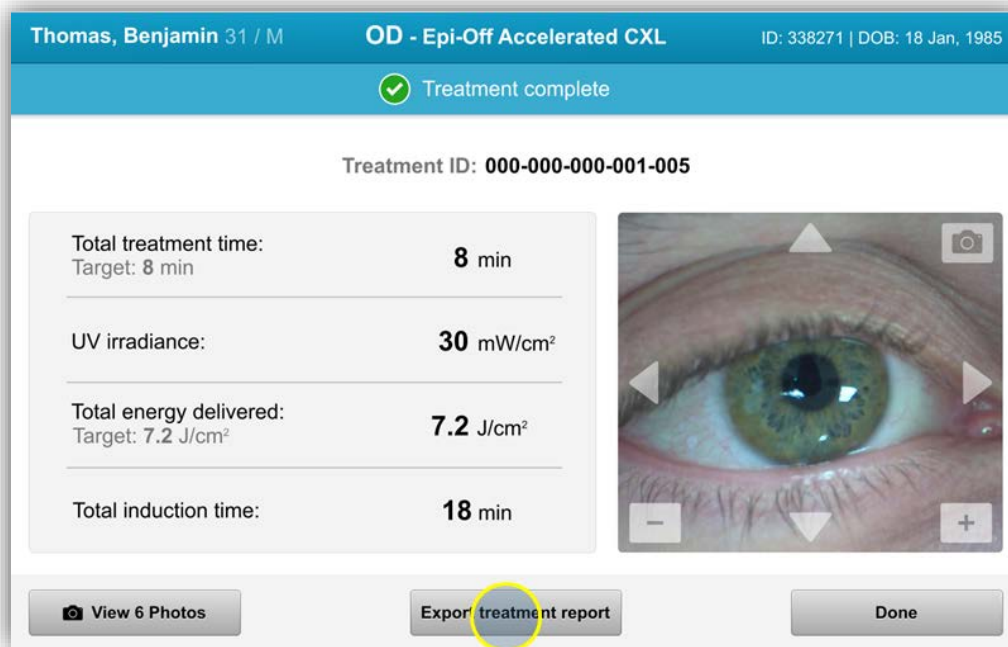 Thomas, Benjamin 31 / M OD - Epi-Off Accelerated CXL ID: 338271 | DOB: 18 Jan, 1985
Treatment complete
Treatment ID: 000-000-000-001-005
Total treatment time:
Target: 8 min
8 min
UV irradiance:
30 mW/cm²
Total energy delivered:
Target: 7.2 J/cm²
7.2 J/cm²
Total induction time:
18 min
View 6 Photos Export treatment report Done